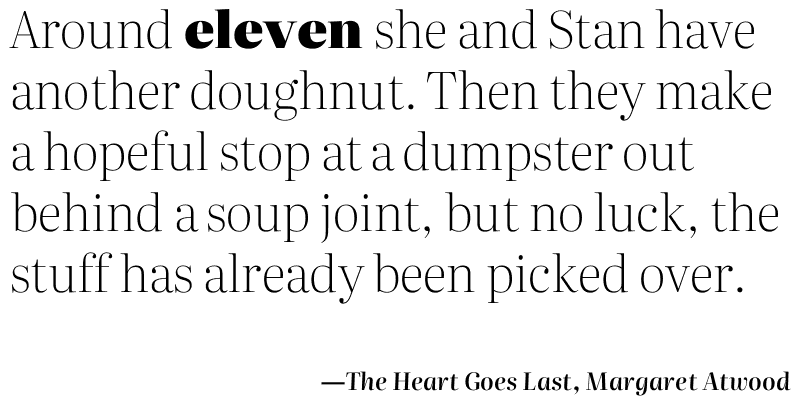 Around eleven she and Stan have
another doughnut. Then they make
a hopeful stop at a dumpster out
behind a soup joint, but no luck, the
stuff has already been picked over.
—The Heart Goes Last, Margaret Atwood